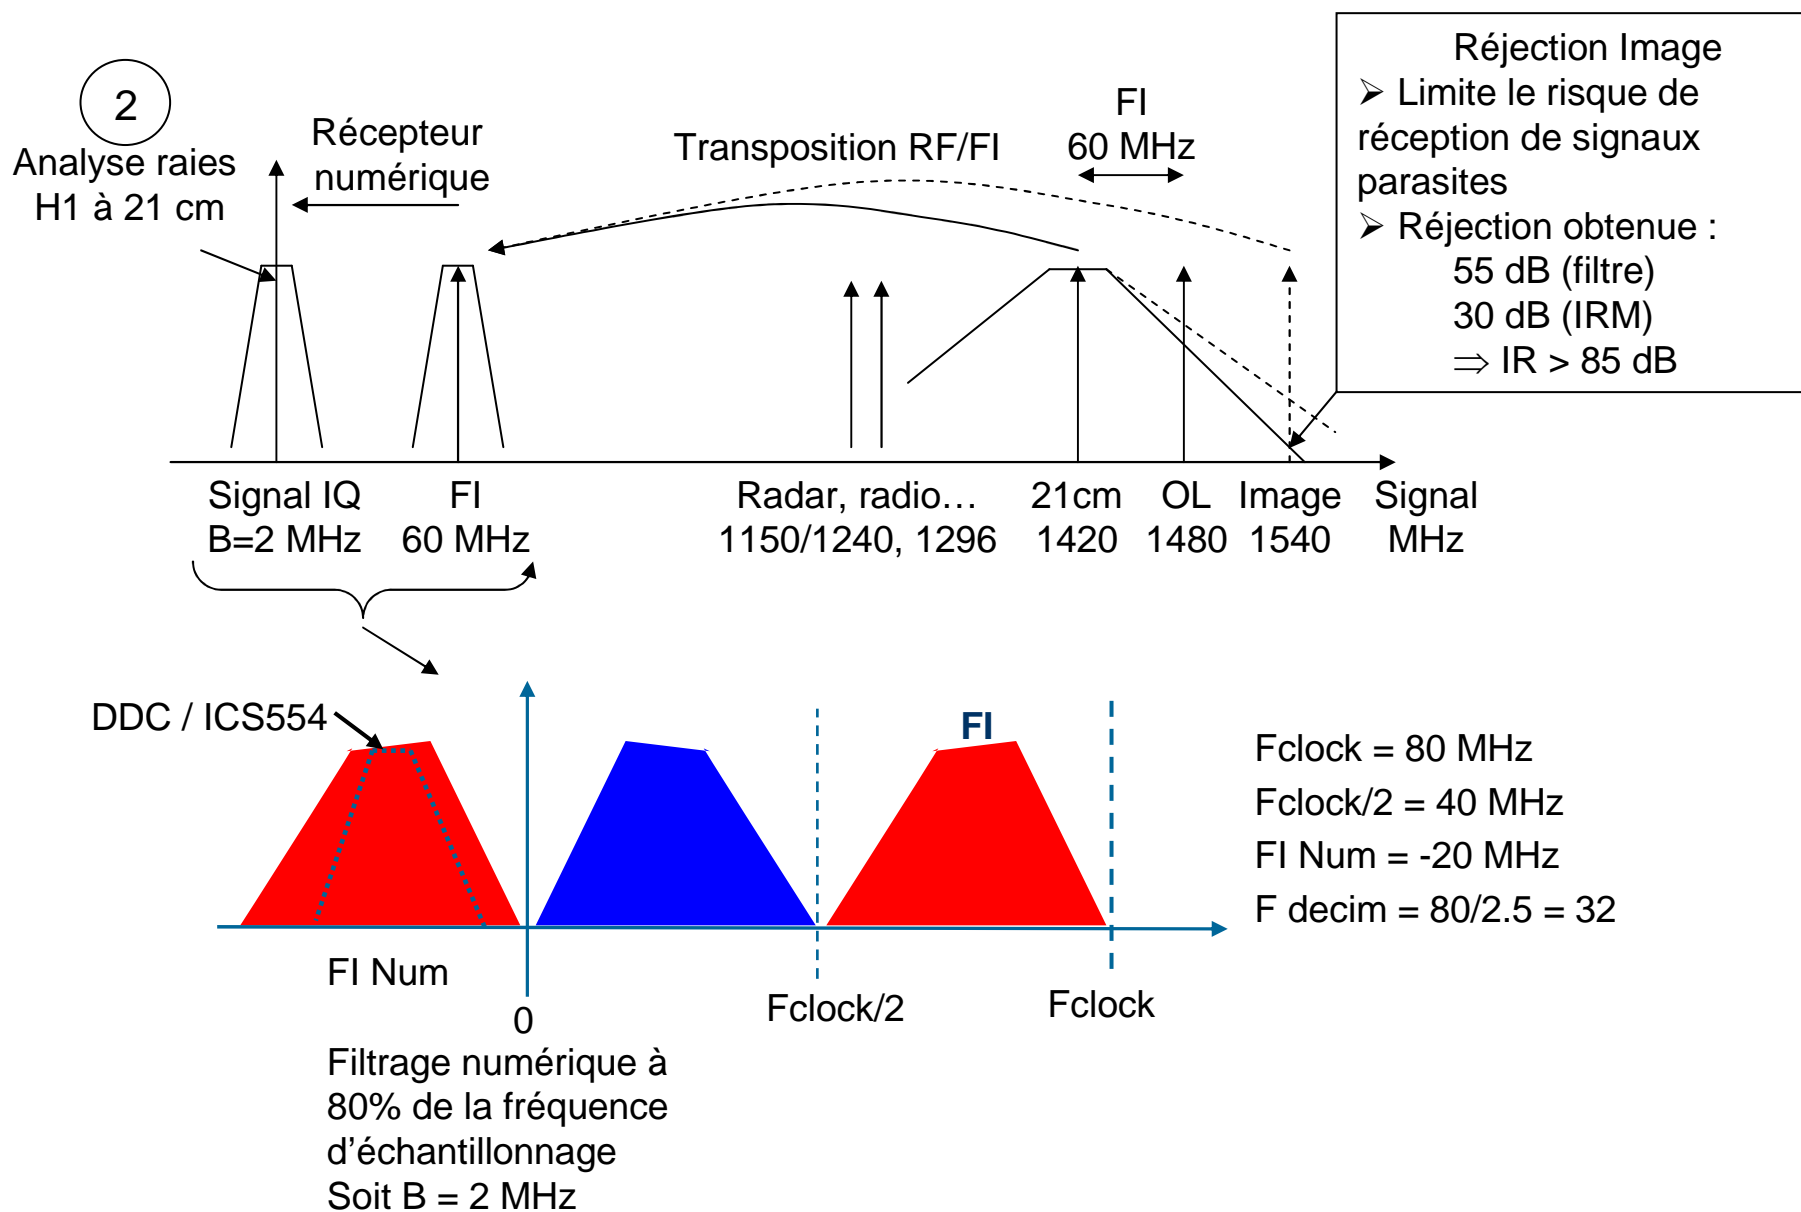 2
Analyse raies
H1 à 21 cm
Récepteur
numérique
Transposition RF/FI
FI
60 MHz
Réjection Image
➢ Limite le risque de
réception de signaux
parasites
➢ Réjection obtenue :
55 dB (filtre)
30 dB (IRM)
⇒ IR > 85 dB
Signal IQ
B=2 MHz
FI
60 MHz
Radar, radio…
1150/1240, 1296
21cm
1420
OL
1480
Image
1540
Signal
MHz
DDC / ICS554
FI
Fclock = 80 MHz
Fclock/2 = 40 MHz
FI Num = -20 MHz
F decim = 80/2.5 = 32
FI Num
0
Fclock/2
Fclock
Filtrage numérique à
80% de la fréquence
d’échantillonnage
Soit B = 2 MHz